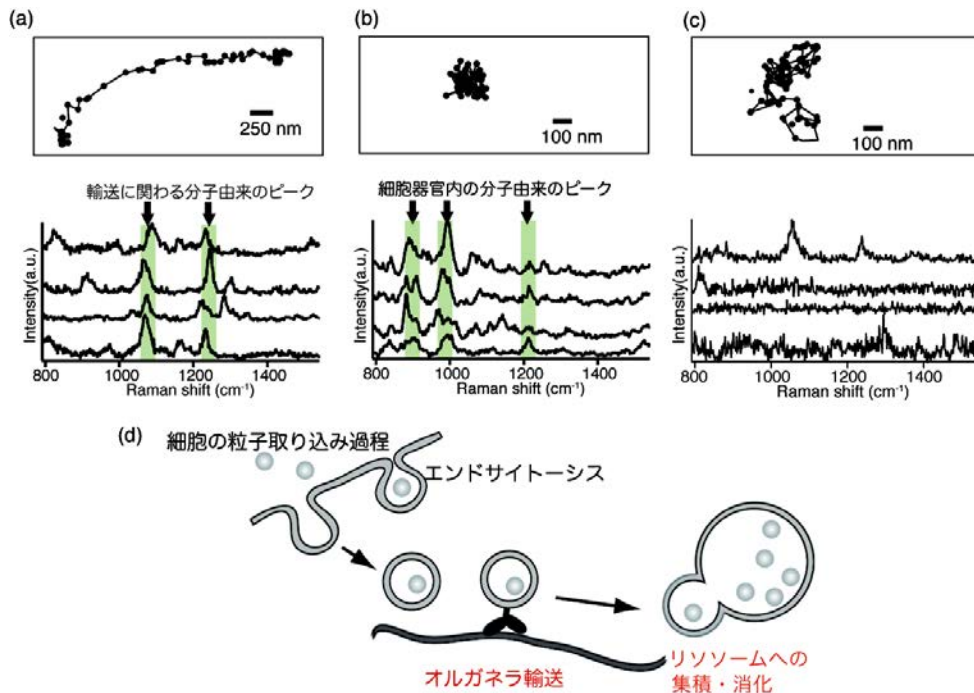 (a)
(b)
(c)
250 nm
100 nm
100 nm
輸送に関わる分子由来のピーク
細胞器官内の分子由来のピーク
Intensity(a.u.)
Intensity(a.u.)
Intensity(a.u.)
800 1000 1200 1400
800 1000 1200 1400
800 1000 1200 1400
Raman shift (cm⁻¹)
Raman shift (cm⁻¹)
Raman shift (cm⁻¹)
(d)
細胞の粒子取り込み過程
エンドサイトーシス
オルガネラ輸送
リソソームへの
集積・消化